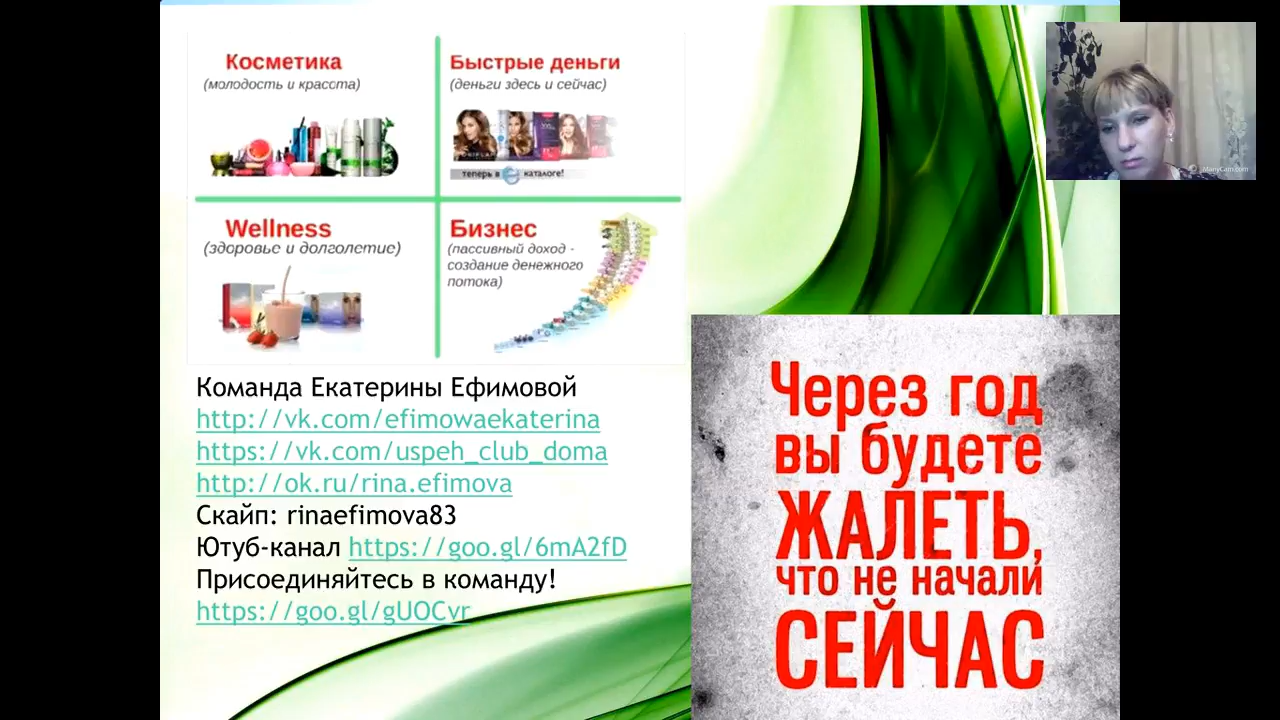 Косметика
(молодость и красота)
Быстрые деньги
(деньги здесь и сейчас)
теперь в каталоге!
Wellness
(здоровье и долголетие)
Бизнес
(пассивный доход -
создание денежного
потока)
Команда Екатерины Ефимовой
http://vk.com/efimowaekaterina
https://vk.com/uspeh_club_doma
http://ok.ru/rina.efimova
Скайп: rinaefimova83
Ютуб-канал https://goo.gl/6mA2fD
Присоединяйтесь в команду!
https://goo.gl/gUOCvr
Через год
вы будете
ЖАЛЕТЬ,
что не начали
СЕЙЧАС
ManyCam.com